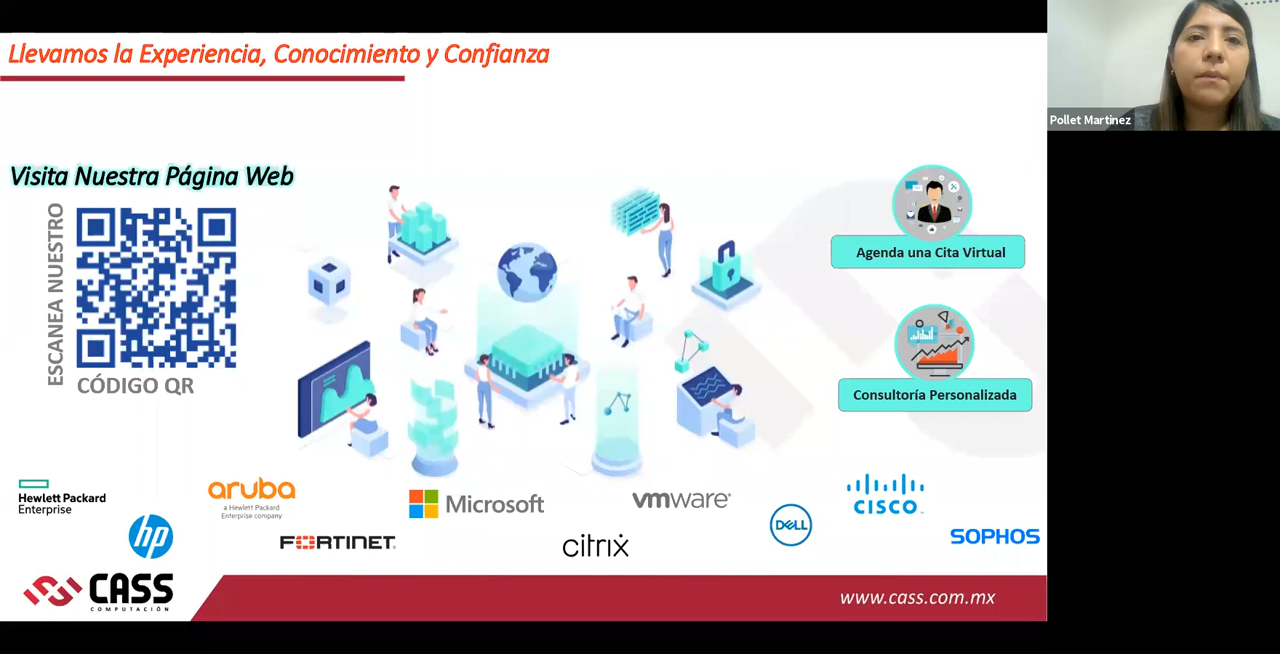 Llevamos la Experiencia, Conocimiento y Confianza
Pollet Martinez
Visita Nuestra Página Web
ESCANEA NUESTRO
CÓDIGO QR
Agenda una Cita Virtual
Consultoría Personalizada
Hewlett Packard
Enterprise
hp
aruba
a Hewlett Packard
Enterprise company
FORTINET
Microsoft
citrix
vmware
DELL
CISCO
SOPHOS
CASS
COMPUTACIÓN
www.cass.com.mx